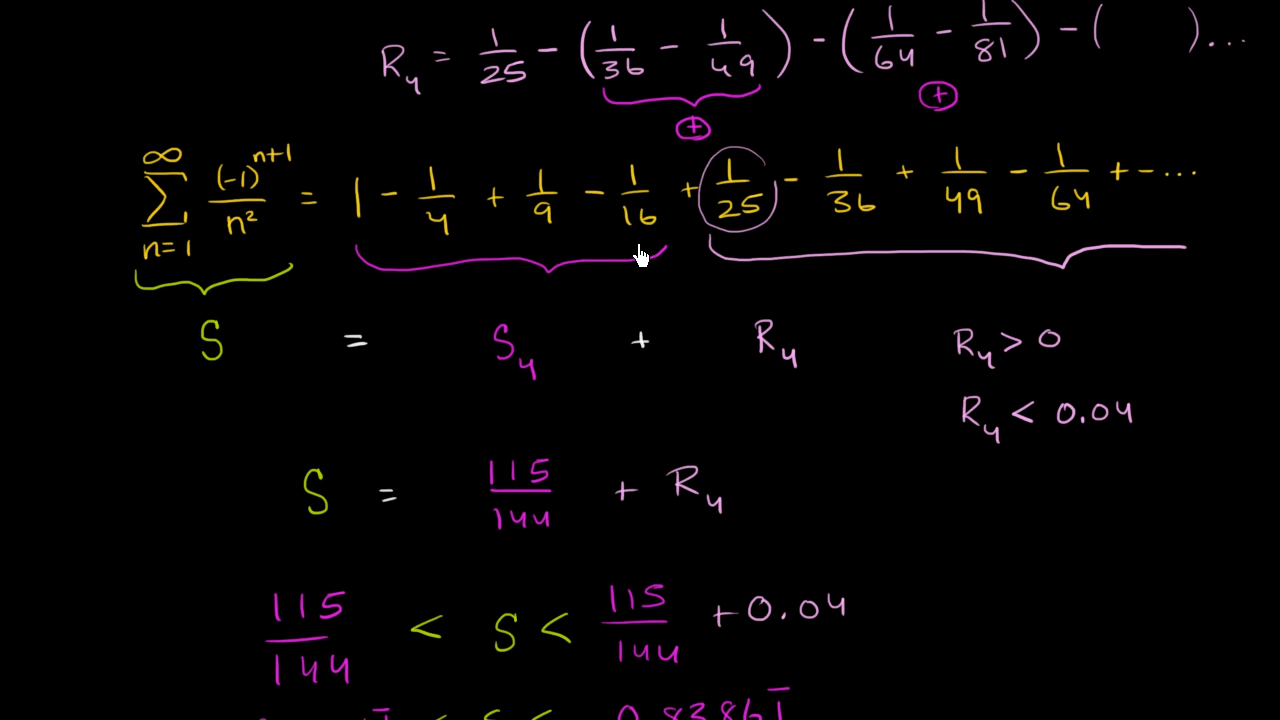 R₄ = 1/25 - (1/36 - 1/49) - (1/64 - 1/81) - (   )...
+ +
∞ ∑ n=1 (-1)^(n+1)/n² = 1 - 1/4 + 1/9 - 1/16 + 1/25 - 1/36 + 1/49 - 1/64 + - ...
S = S₄ + R₄
R₄ > 0
R₄ < 0.04
S = 115/144 + R₄
115/144 < S < 115/144 + 0.04